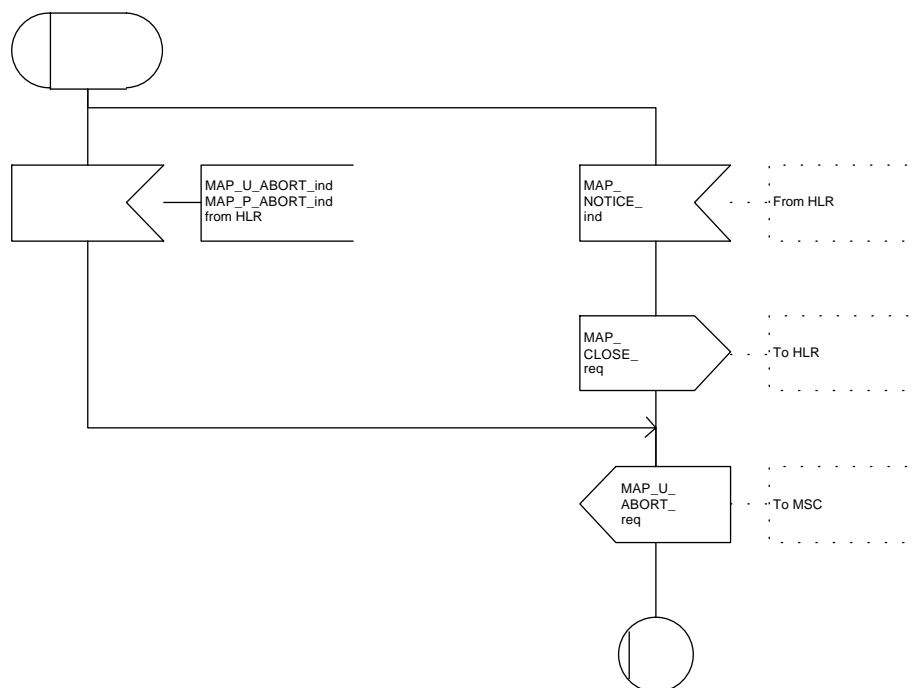 MAP_U_ABORT_ind
MAP_P_ABORT_ind
from HLR
MAP_
NOTICE_
ind
From HLR
MAP_
CLOSE_
req
To HLR
MAP_U_
ABORT_
req
To MSC